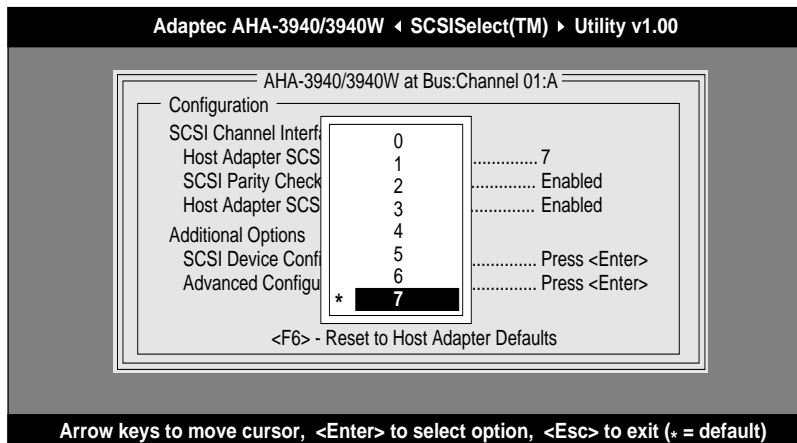 Adaptec AHA-3940/3940W ◂ SCSISelect(TM) ▸ Utility v1.00
AHA-3940/3940W at Bus:Channel 01:A
Configuration
SCSI Channel Interfa
Host Adapter SCS .............. 7
SCSI Parity Check .............. Enabled
Host Adapter SCS .............. Enabled
Additional Options
SCSI Device Confi .............. Press <Enter>
Advanced Configu .............. Press <Enter>
0
1
2
3
4
5
6
* 7
<F6> - Reset to Host Adapter Defaults
Arrow keys to move cursor, <Enter> to select option, <Esc> to exit (* = default)